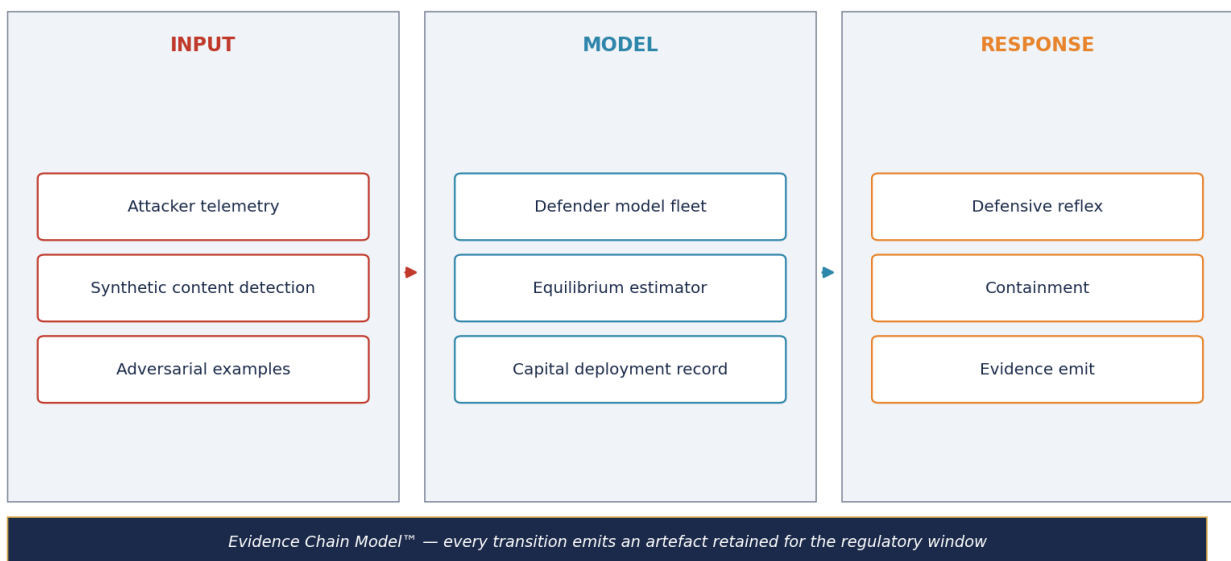 INPUT
Attacker telemetry
Synthetic content detection
Adversarial examples
MODEL
Defender model fleet
Equilibrium estimator
Capital deployment record
RESPONSE
Defensive reflex
Containment
Evidence emit
Evidence Chain Model™ — every transition emits an artefact retained for the regulatory window